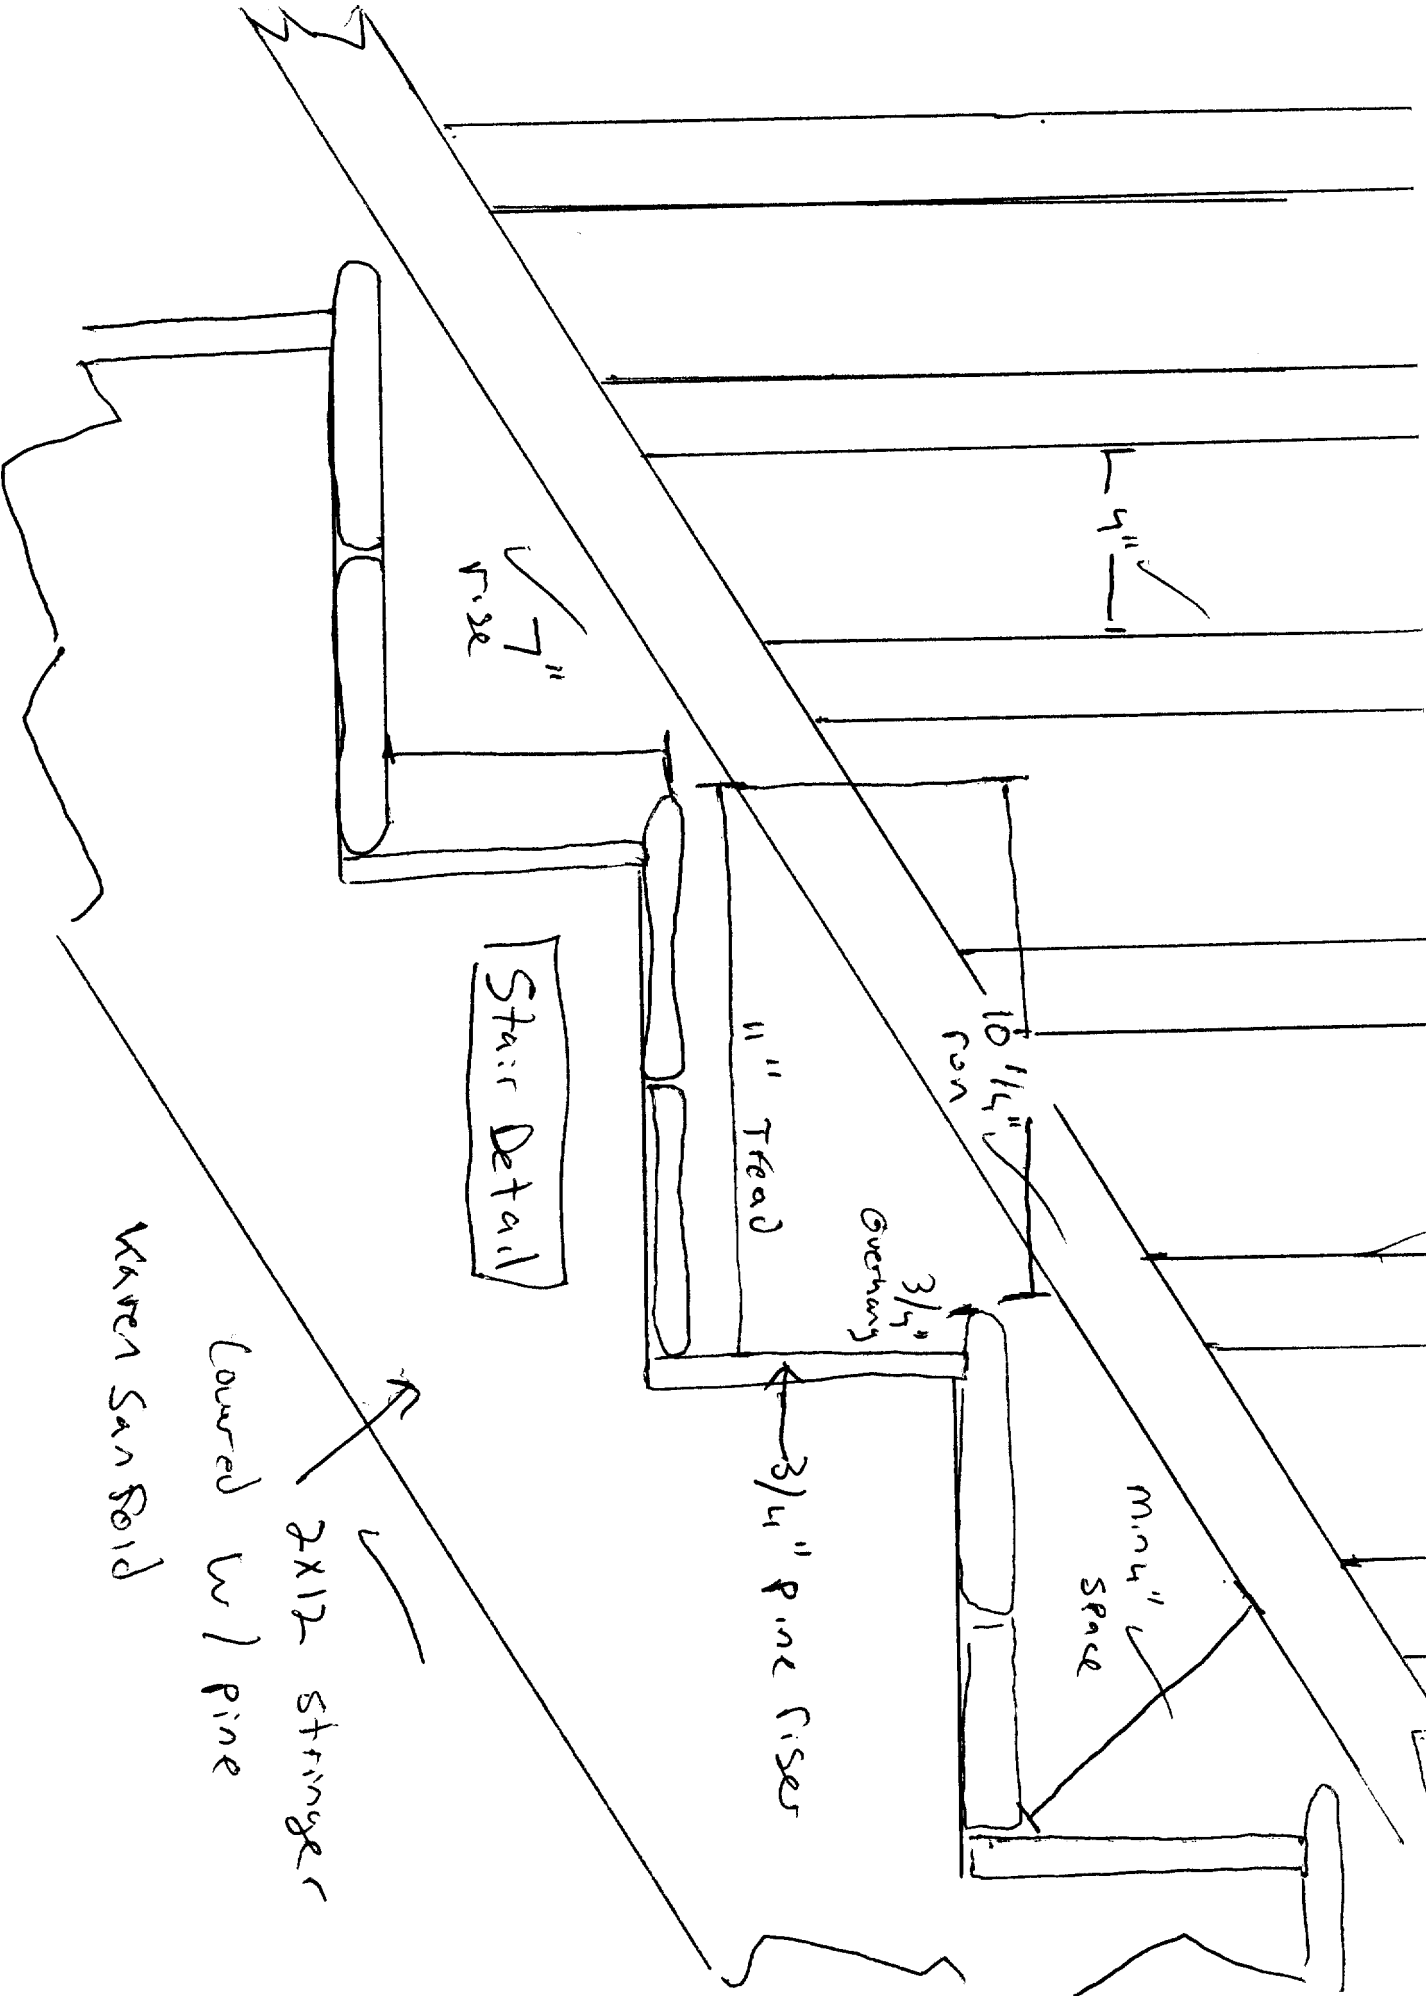 4"
7"
rise
10 1/4"
run
11" Tread
3/4"
Overhang
min 4"
space
Stair Detail
3/4" pine riser
2x12 stringer
Covered w/ pine
Karen Sanfold